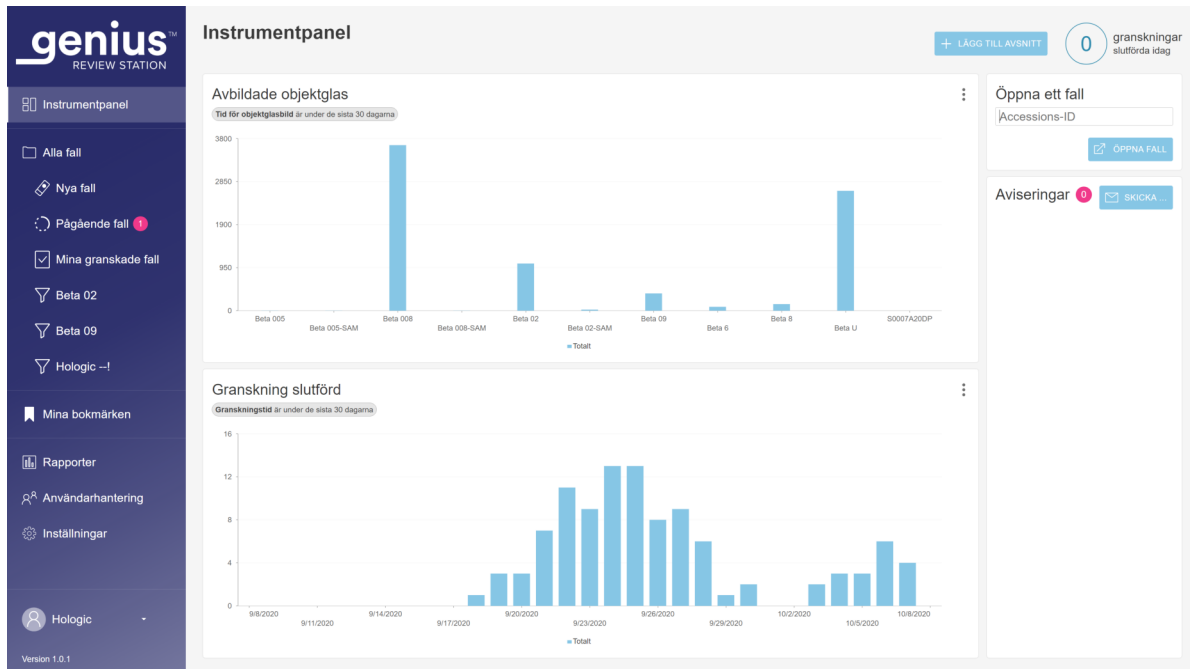 genius™
REVIEW STATION
Instrumentpanel
Alla fall
Nya fall
Pågående fall 1
Mina granskade fall
Beta 02
Beta 09
Hologic --!
Mina bokmärken
Rapporter
Användarhantering
Inställningar
Hologic
Version 1.0.1
Instrumentpanel
+ LÄGG TILL AVSNITT
0
granskningar
slutförda idag
Avbildade objektglas
Tid för objektglasbild är under de sista 30 dagarna
3800
2850
1900
950
0
Beta 005
Beta 005-SAM
Beta 008
Beta 008-SAM
Beta 02
Beta 02-SAM
Beta 09
Beta 6
Beta 8
Beta U
S0007A20DP
Totalt
Granskning slutförd
Granskningstid är under de sista 30 dagarna
16
12
8
4
0
9/8/2020
9/11/2020
9/14/2020
9/17/2020
9/20/2020
9/23/2020
9/26/2020
9/29/2020
10/2/2020
10/5/2020
10/8/2020
Totalt
Öppna ett fall
Accessions-ID
ÖPPNA FALL
Aviseringar 0
SKICKA ...